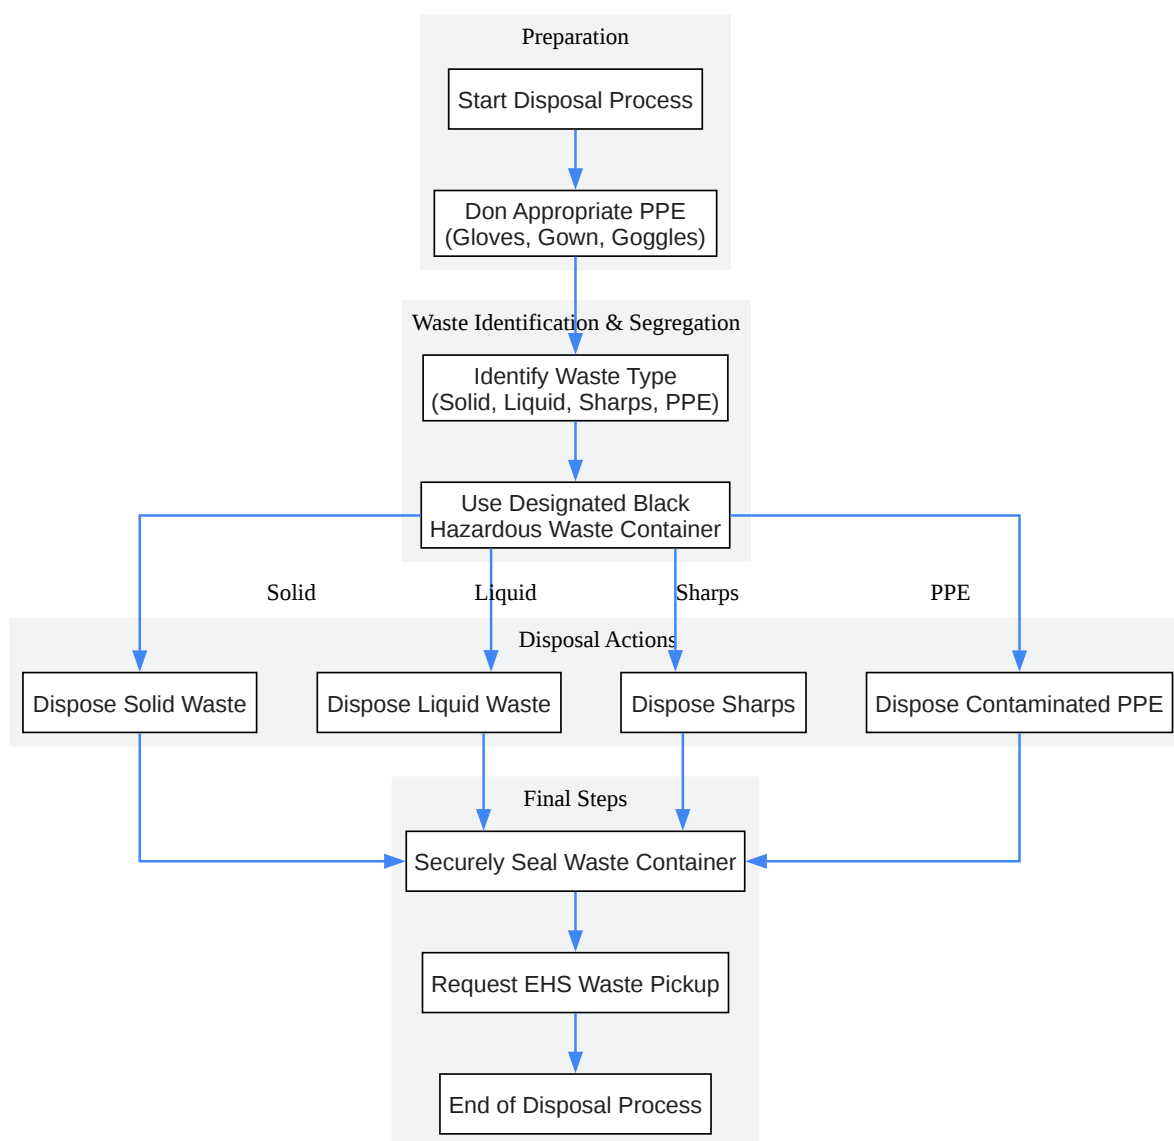 Preparation
Start Disposal Process
Don Appropriate PPE
(Gloves, Gown, Goggles)
Waste Identification & Segregation
Identify Waste Type
(Solid, Liquid, Sharps, PPE)
Use Designated Black
Hazardous Waste Container
Solid
Liquid
Sharps
PPE
Disposal Actions
Dispose Solid Waste
Dispose Liquid Waste
Dispose Sharps
Dispose Contaminated PPE
Final Steps
Securely Seal Waste Container
Request EHS Waste Pickup
End of Disposal Process